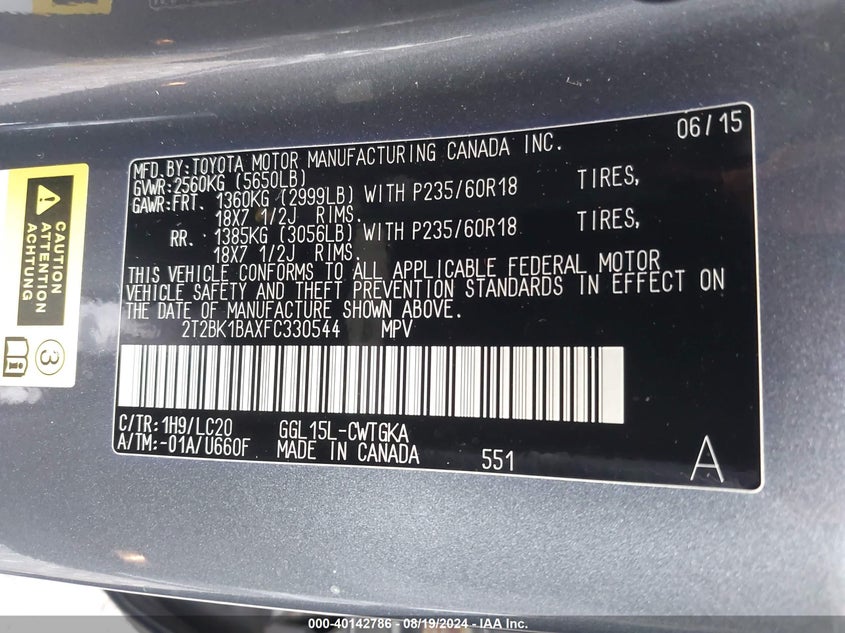 06/15
MFD.BY:TOYOTA MOTOR MANUFACTURING CANADA INC.
GVWR:2560KG (5650LB)
GAWR:FRT. 1360KG (2999LB) WITH P235/60R18 TIRES,
18X7 1/2J RIMS.
RR. 1385KG (3056LB) WITH P235/60R18 TIRES,
18X7 1/2J RIMS.
THIS VEHICLE CONFORMS TO ALL APPLICABLE FEDERAL MOTOR
VEHICLE SAFETY AND THEFT PREVENTION STANDARDS IN EFFECT ON
THE DATE OF MANUFACTURE SHOWN ABOVE.
2T2BK1BAXFC330544 MPV
C/TR:1H9/LC20 GGL15L-CWTGKA
A/TM:-01A/U660F MADE IN CANADA 551 A
CAUTION
ATTENTION
ACHTUNG
3
000-40142786 - 08/19/2024 - IAA Inc.